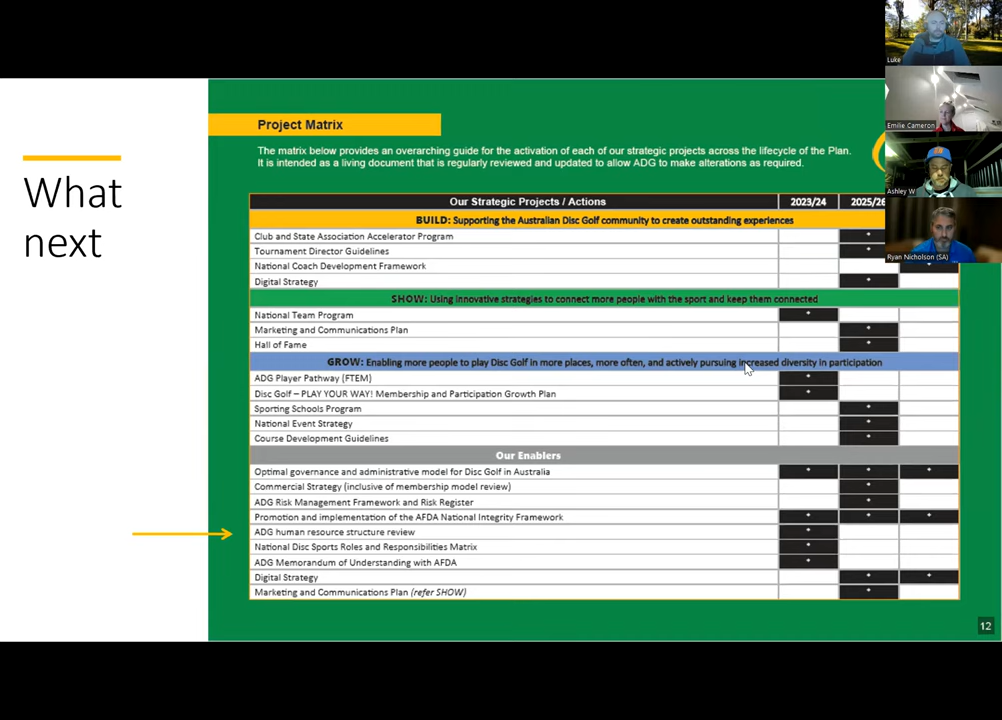 What
next
Project Matrix
The matrix below provides an overarching guide for the activation of each of our strategic projects across the lifecycle of the Plan.
It is intended as a living document that is regularly reviewed and updated to allow ADG to make alterations as required.
Our Strategic Projects / Actions 2023/24 2025/26
BUILD: Supporting the Australian Disc Golf community to create outstanding experiences
Club and State Association Accelerator Program *
Tournament Director Guidelines *
National Coach Development Framework *
Digital Strategy *
SHOW: Using innovative strategies to connect more people with the sport and keep them connected
National Team Program *
Marketing and Communications Plan *
Hall of Fame *
GROW: Enabling more people to play Disc Golf in more places, more often, and actively pursuing increased diversity in participation
ADG Player Pathway (FTEM) *
Disc Golf – PLAY YOUR WAY! Membership and Participation Growth Plan *
Sporting Schools Program *
National Event Strategy *
Course Development Guidelines *
Our Enablers
Optimal governance and administrative model for Disc Golf in Australia * * *
Commercial Strategy (inclusive of membership model review) *
ADG Risk Management Framework and Risk Register *
Promotion and implementation of the AFDA National Integrity Framework * * *
ADG human resource structure review *
National Disc Sports Roles and Responsibilities Matrix *
ADG Memorandum of Understanding with AFDA *
Digital Strategy * *
Marketing and Communications Plan (refer SHOW) *
12
Luke
Emilie Cameron
Ashley W
Ryan Nicholson (SA)